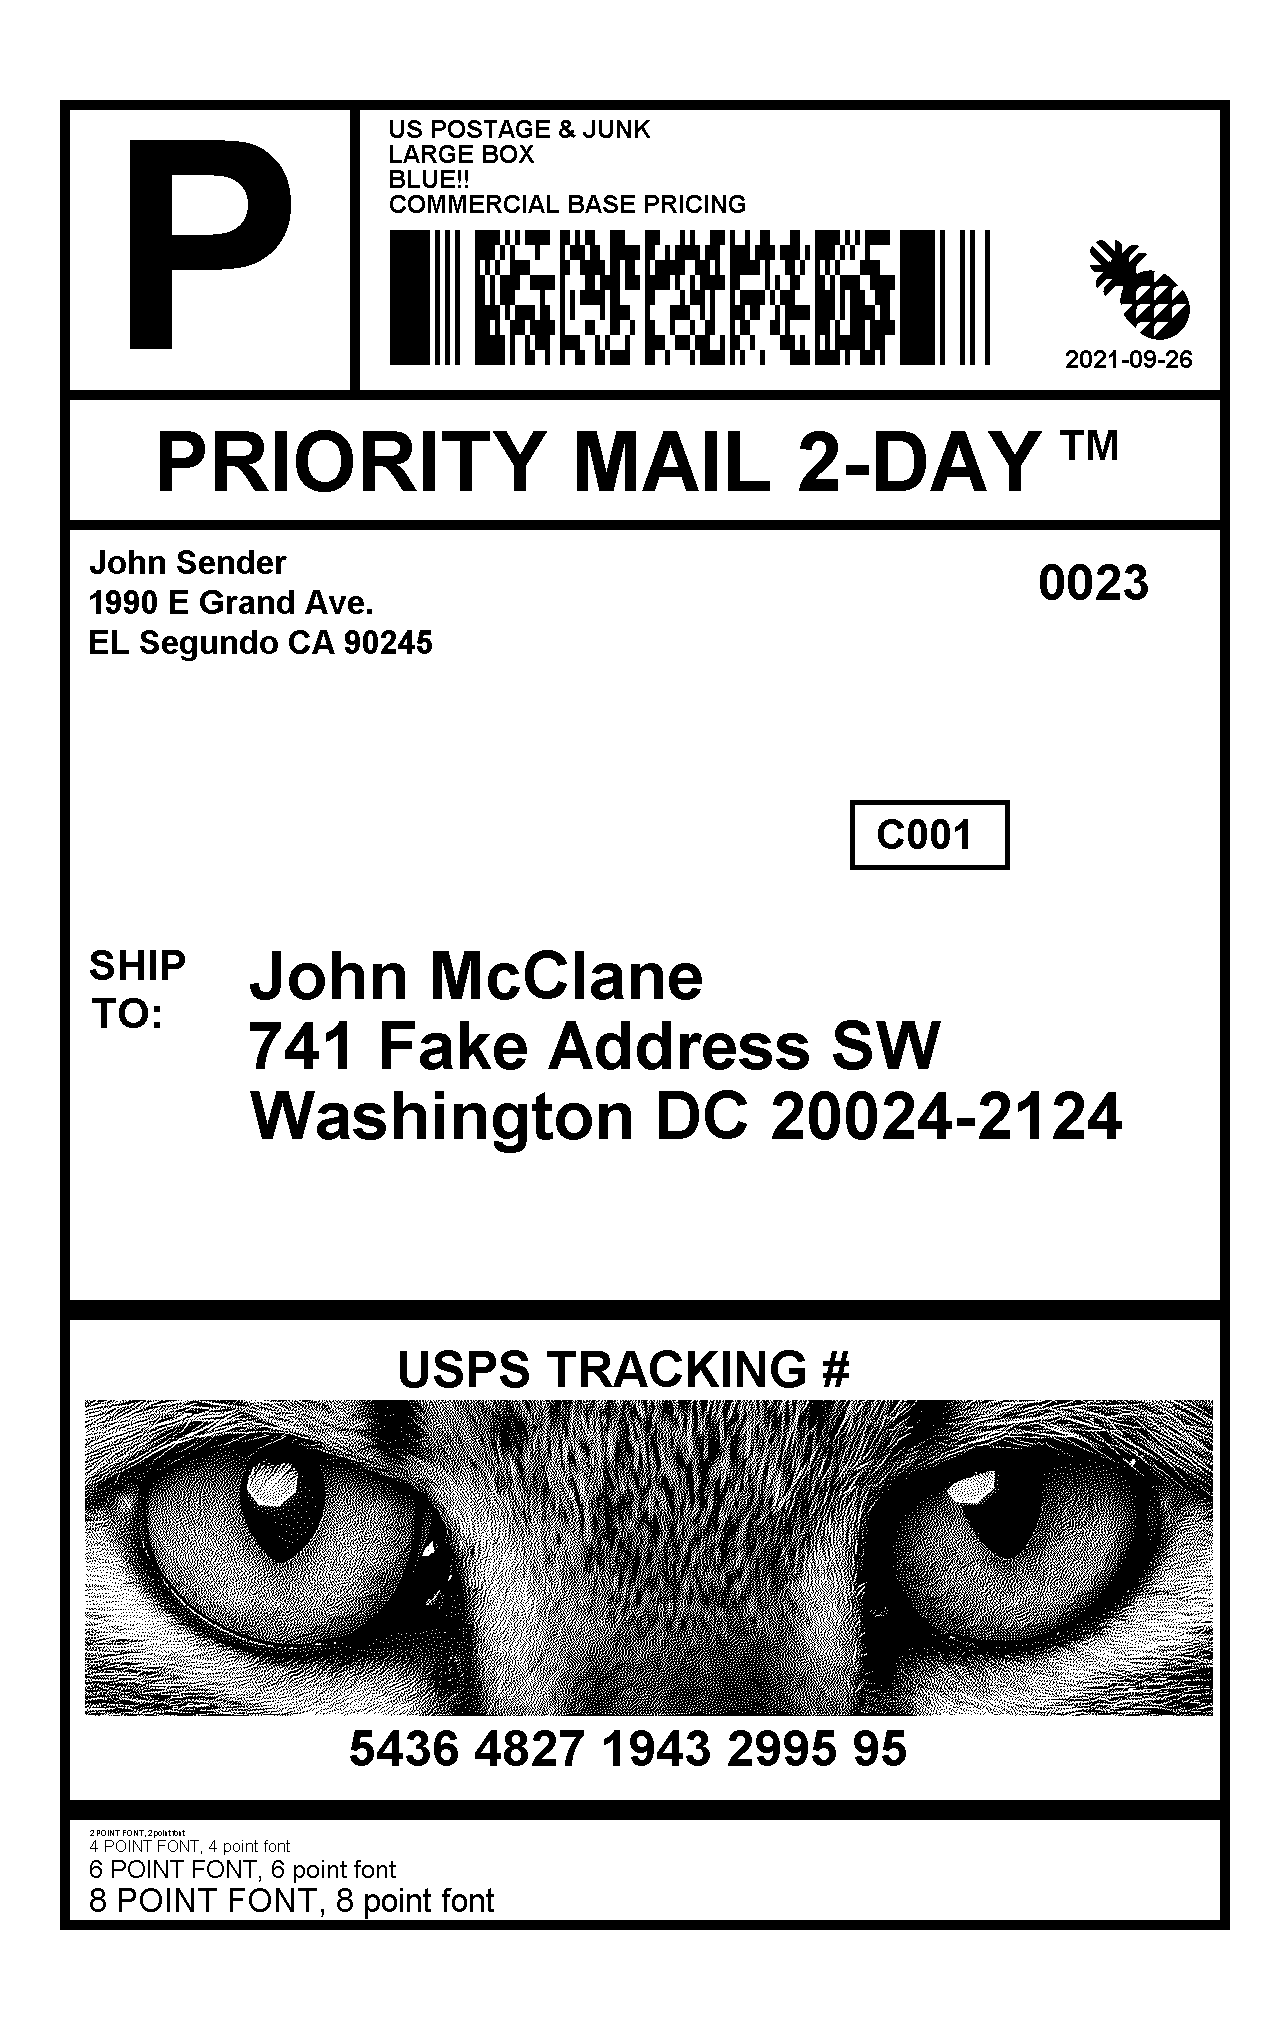 P
US POSTAGE & JUNK
LARGE BOX
BLUE!!
COMMERCIAL BASE PRICING
2021-09-26
PRIORITY MAIL 2-DAY ™
John Sender
1990 E Grand Ave.
EL Segundo CA 90245
0023
C001
SHIP
TO:
John McClane
741 Fake Address SW
Washington DC 20024-2124
USPS TRACKING #
5436 4827 1943 2995 95
2 POINT FONT, 2 point font
4 POINT FONT, 4 point font
6 POINT FONT, 6 point font
8 POINT FONT, 8 point font